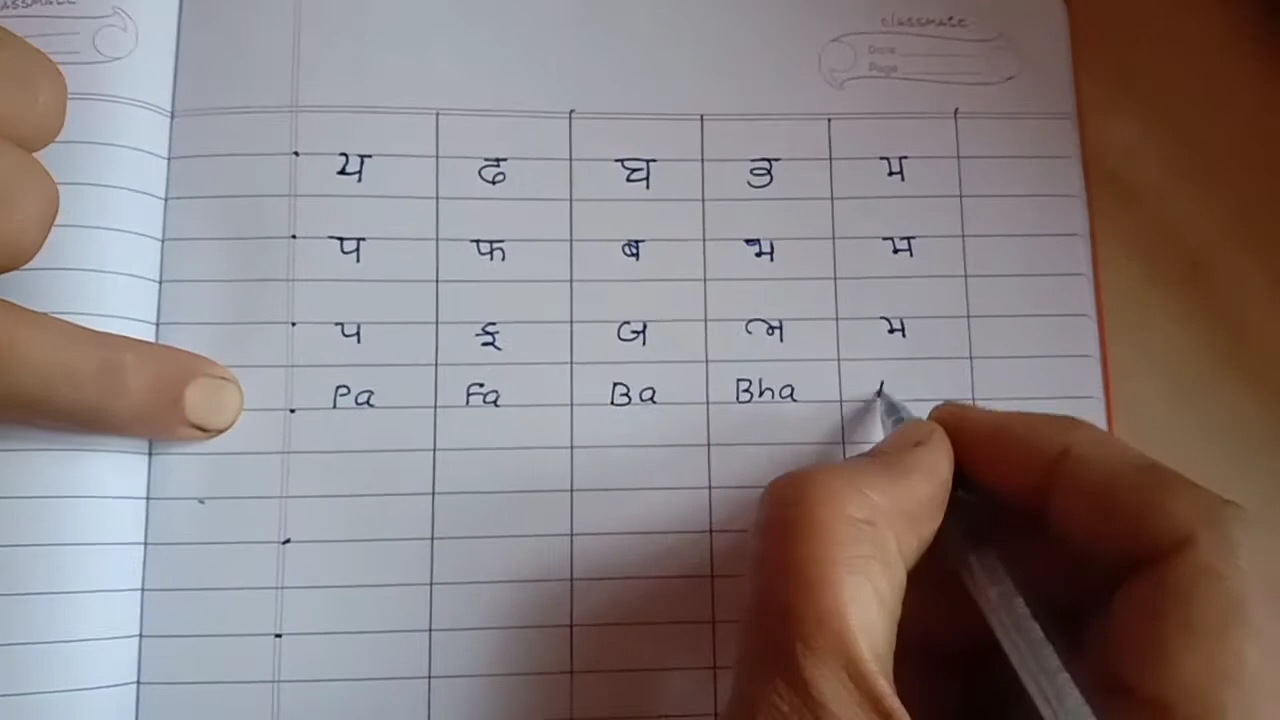 classmate
Date
Page
ਪ ਫ ਬ ਭ ਮ
प फ ब भ म
પ ફ બ ભ મ
Pa Fa Ba Bha